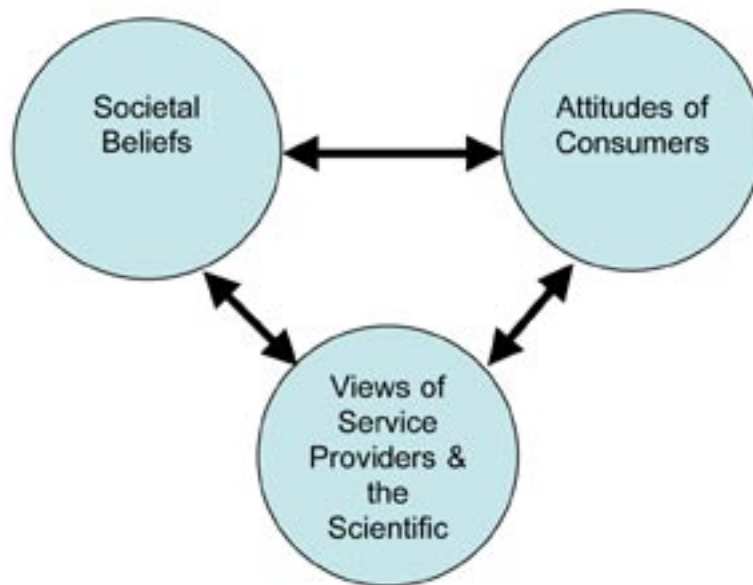 Societal
Beliefs
Attitudes of
Consumers
Views of
Service
Providers &
the
Scientific